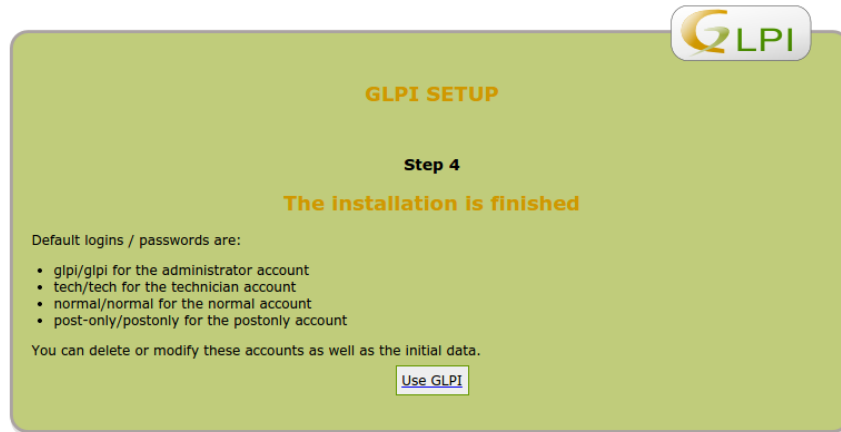 GLPI
GLPI SETUP
Step 4
The installation is finished
Default logins / passwords are:
• glpi/glpi for the administrator account
• tech/tech for the technician account
• normal/normal for the normal account
• post-only/postonly for the postonly account
You can delete or modify these accounts as well as the initial data.
Use GLPI